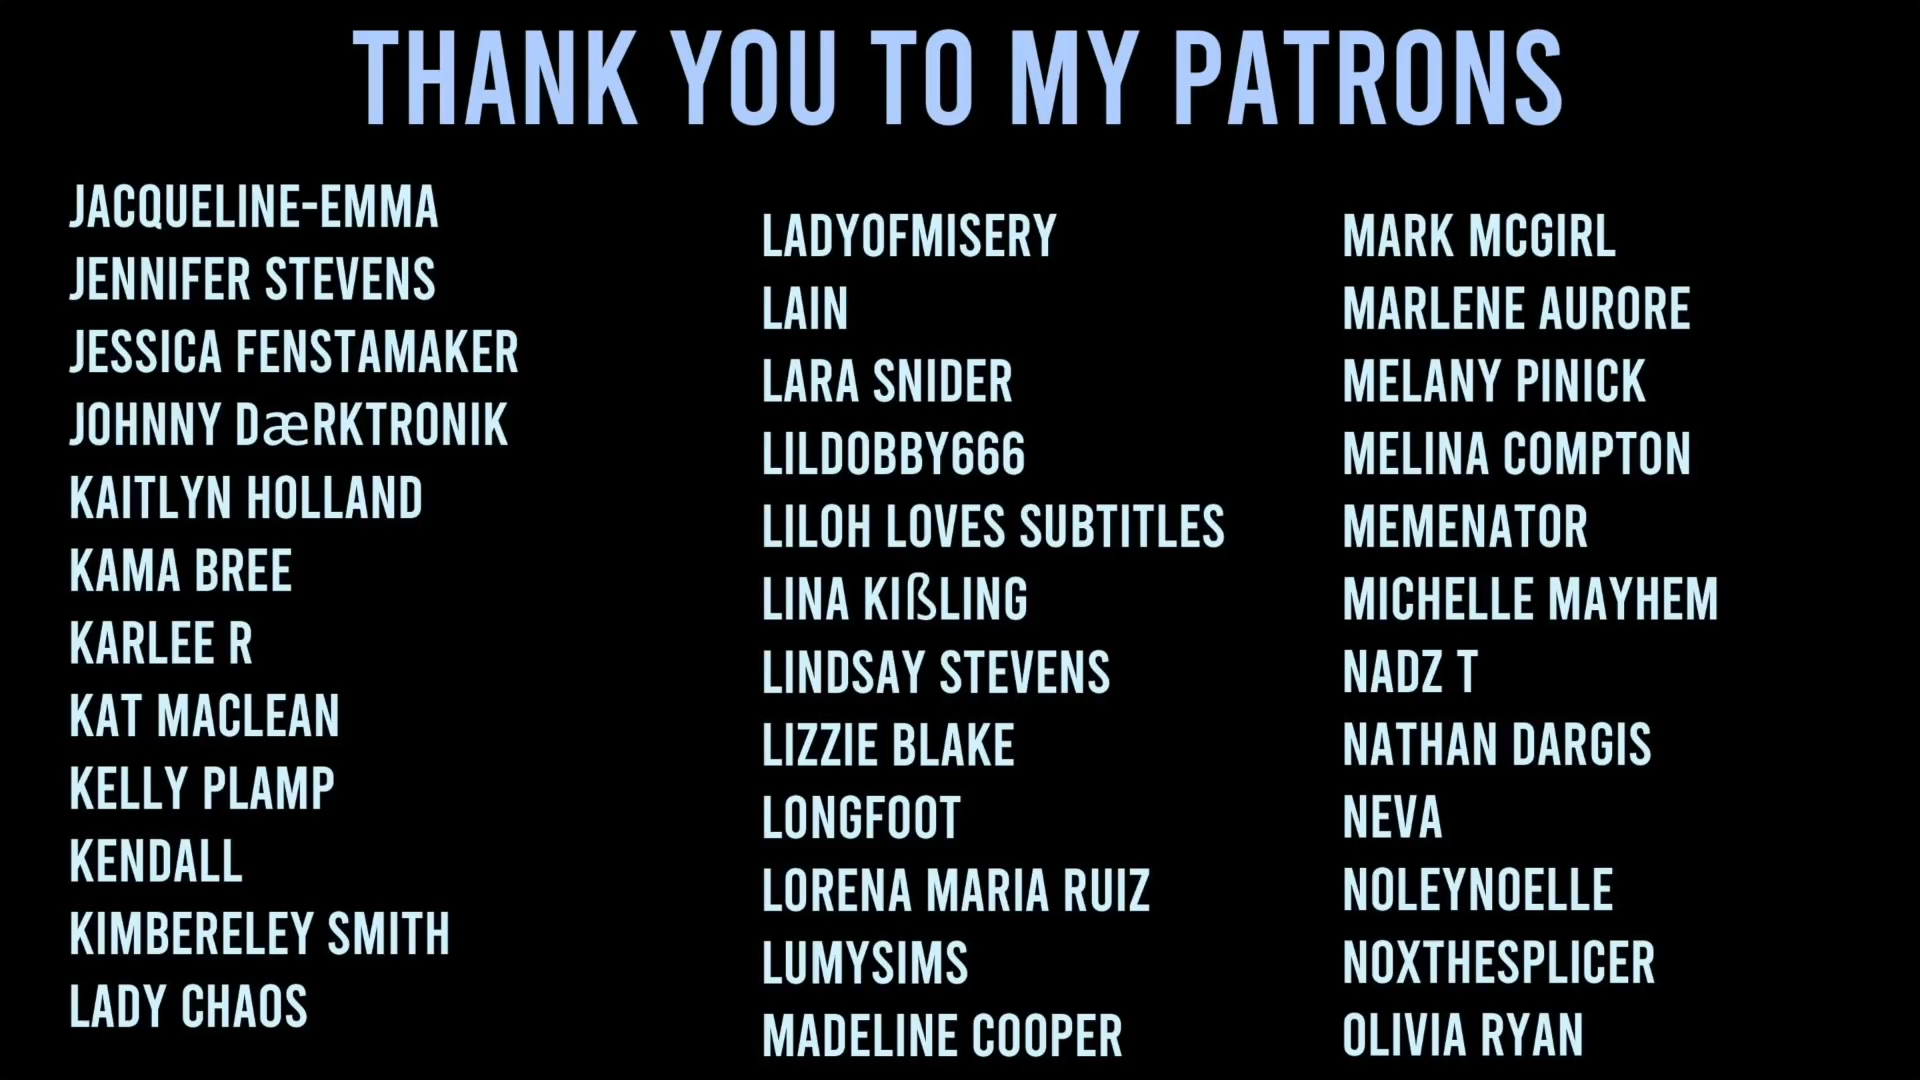 THANK YOU TO MY PATRONS
JACQUELINE-EMMA
JENNIFER STEVENS
JESSICA FENSTAMAKER
JOHNNY DæRKTRONIK
KAITLYN HOLLAND
KAMA BREE
KARLEE R
KAT MACLEAN
KELLY PLAMP
KENDALL
KIMBERELEY SMITH
LADY CHAOS
LADYOFMISERY
LAIN
LARA SNIDER
LILDOBBY666
LILOH LOVES SUBTITLES
LINA KIßLING
LINDSAY STEVENS
LIZZIE BLAKE
LONGFOOT
LORENA MARIA RUIZ
LUMYSIMS
MADELINE COOPER
MARK MCGIRL
MARLENE AURORE
MELANY PINICK
MELINA COMPTON
MEMENATOR
MICHELLE MAYHEM
NADZ T
NATHAN DARGIS
NEVA
NOLEYNOELLE
NOXTHESPLICER
OLIVIA RYAN